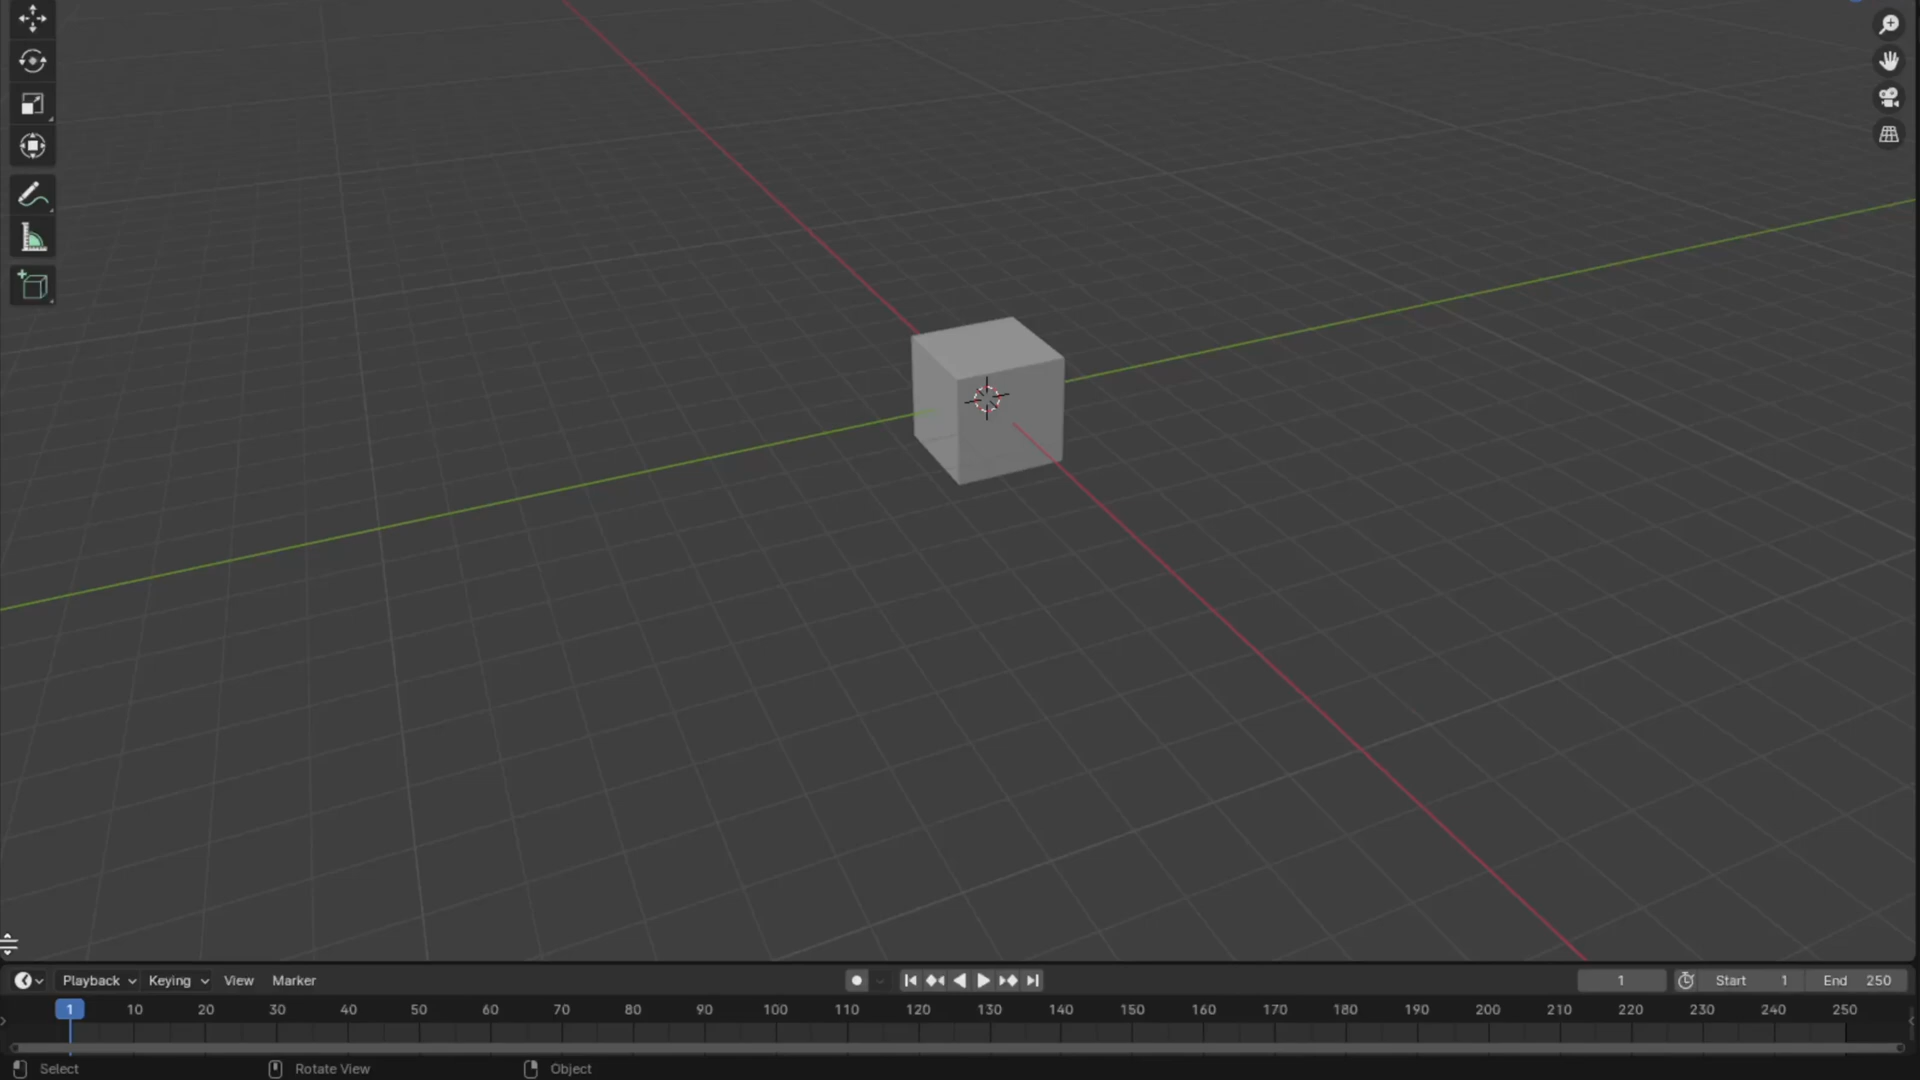 Playback Keying View Marker 1 Start 1 End 250
1 10 20 30 40 50 60 70 80 90 100 110 120 130 140 150 160 170 180 190 200 210 220 230 240 250
Select Rotate View Object